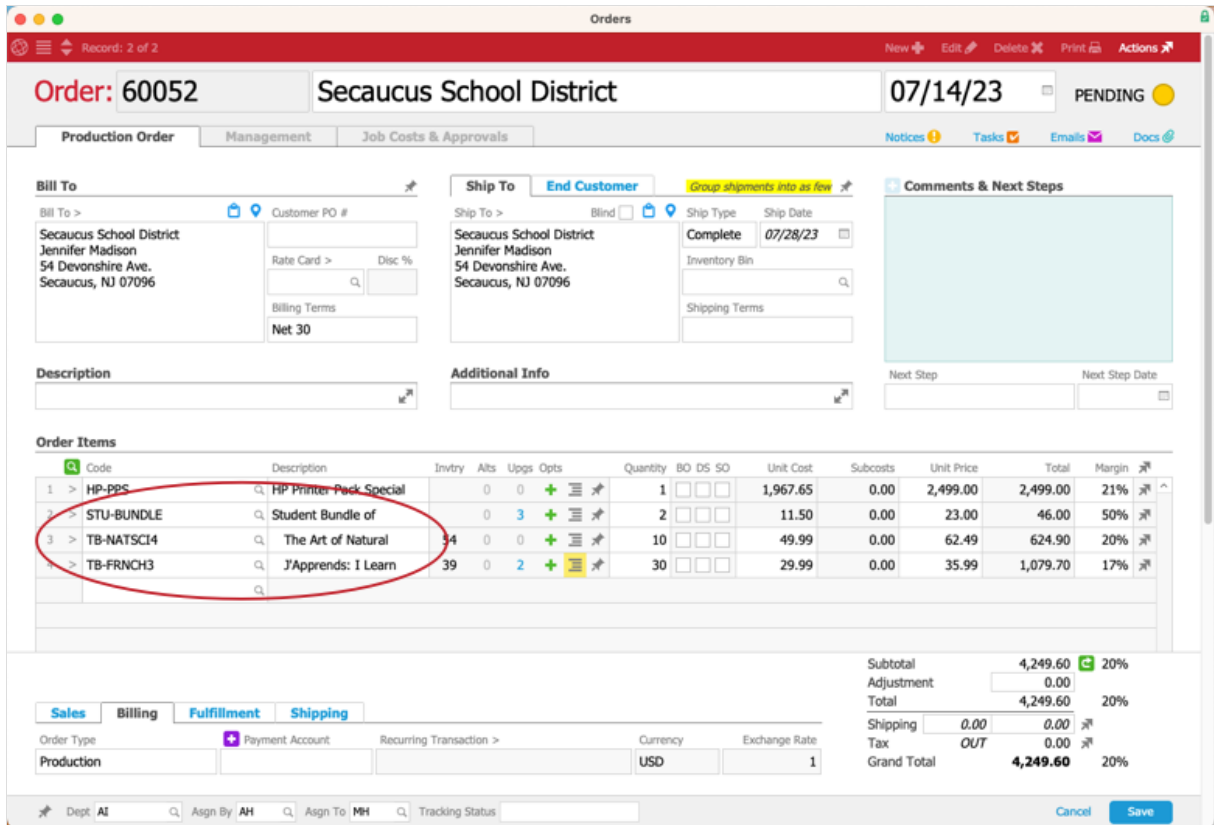 Orders
Record: 2 of 2 New Edit Delete Print Actions
Order: 60052 Secaucus School District 07/14/23 PENDING
Production Order Management Job Costs & Approvals Notices Tasks Emails Docs
Bill To Ship To End Customer Group shipments into as few Comments & Next Steps
Bill To > Customer PO # Ship To > Blind Ship Type Ship Date
Secaucus School District Secaucus School District Complete 07/28/23
Jennifer Madison Jennifer Madison
54 Devonshire Ave. Rate Card > Disc % 54 Devonshire Ave. Inventory Bin
Secaucus, NJ 07096 Secaucus, NJ 07096
Billing Terms Shipping Terms
Net 30
Description Additional Info Next Step Next Step Date
Order Items
Code Description Invtry Alts Upgs Opts Quantity BO DS SO Unit Cost Subcosts Unit Price Total Margin
1 > HP-PPS HP Printer Pack Special 0 0 1 1,967.65 0.00 2,499.00 2,499.00 21%
2 > STU-BUNDLE Student Bundle of 0 3 2 11.50 0.00 23.00 46.00 50%
3 > TB-NATSCI4 The Art of Natural 54 0 0 10 49.99 0.00 62.49 624.90 20%
4 > TB-FRNCH3 J'Apprends: I Learn 39 0 2 30 29.99 0.00 35.99 1,079.70 17%
Subtotal 4,249.60 20%
Adjustment 0.00
Total 4,249.60 20%
Sales Billing Fulfillment Shipping
Shipping 0.00 0.00
Order Type Payment Account Recurring Transaction > Currency Exchange Rate
Tax OUT 0.00
Production USD 1
Grand Total 4,249.60 20%
Dept AI Asgn By AH Asgn To MH Tracking Status Cancel Save